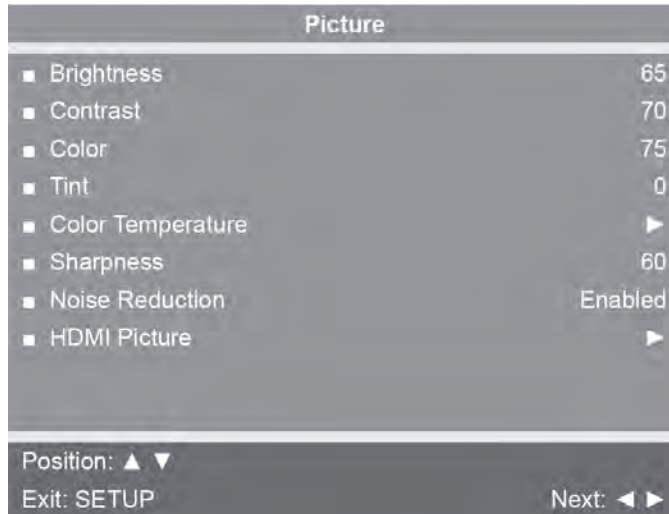 Picture
■ Brightness 65
■ Contrast 70
■ Color 75
■ Tint 0
■ Color Temperature ►
■ Sharpness 60
■ Noise Reduction Enabled
■ HDMI Picture ►
Position: ▲ ▼
Exit: SETUP Next: ◄ ►